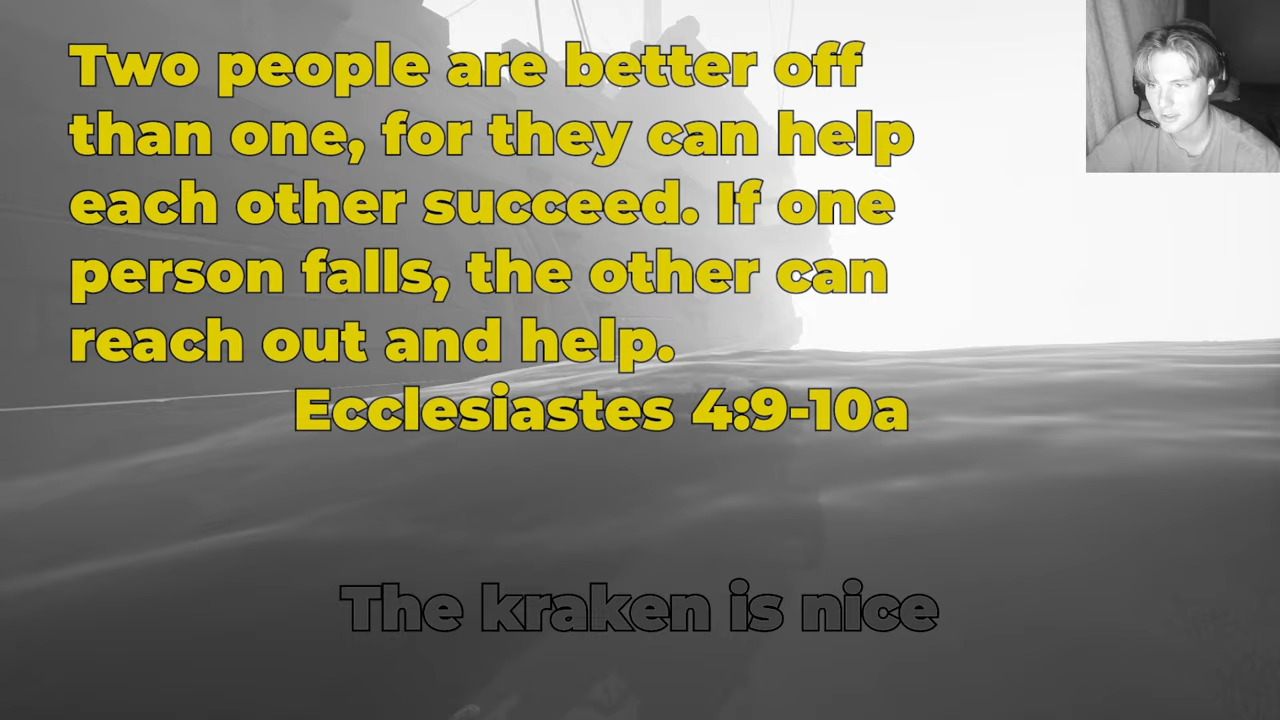 Two people are better off
than one, for they can help
each other succeed. If one
person falls, the other can
reach out and help.
Ecclesiastes 4:9-10a
The kraken is nice